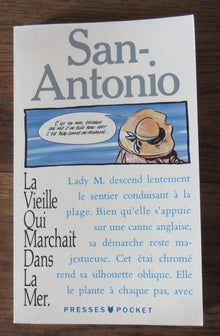 San-
Antonio
La
Vieille
Qui
Marchait
Dans
La
Mer.
Lady M. descend lentement
le sentier conduisant à la
plage. Bien qu'elle s'appuie
sur une canne anglaise,
sa démarche reste ma-
jestueuse. Cet étai chromé
rend sa silhouette oblique. Elle
le plante à chaque pas, avec
PRESSES POCKET